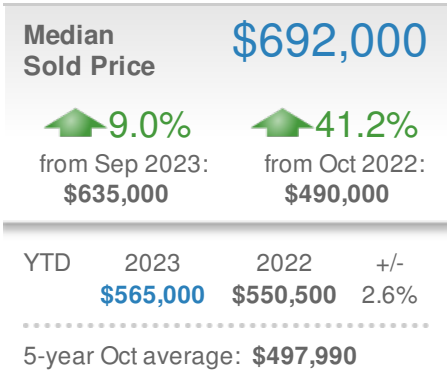 Median
Sold Price
$692,000
9.0%
from Sep 2023:
$635,000
41.2%
from Oct 2022:
$490,000
YTD 2023 2022 +/-
$565,000 $550,500 2.6%
5-year Oct average: $497,990